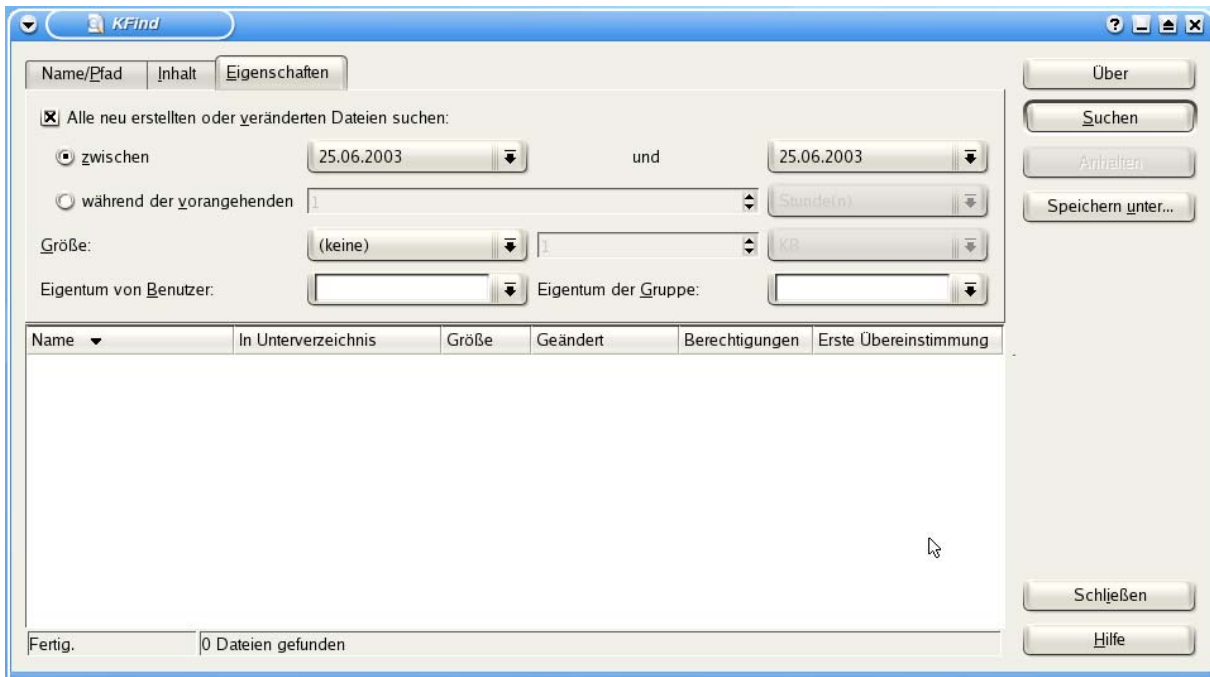 KFind
Name/Pfad Inhalt Eigenschaften
Alle neu erstellten oder veränderten Dateien suchen:
zwischen 25.06.2003 und 25.06.2003
während der vorangehenden 1 Stunde(n)
Größe: (keine) 1 KB
Eigentum von Benutzer: Eigentum der Gruppe:
Name In Unterverzeichnis Größe Geändert Berechtigungen Erste Übereinstimmung
Fertig. 0 Dateien gefunden
Über
Suchen
Anhalten
Speichern unter...
Schließen
Hilfe